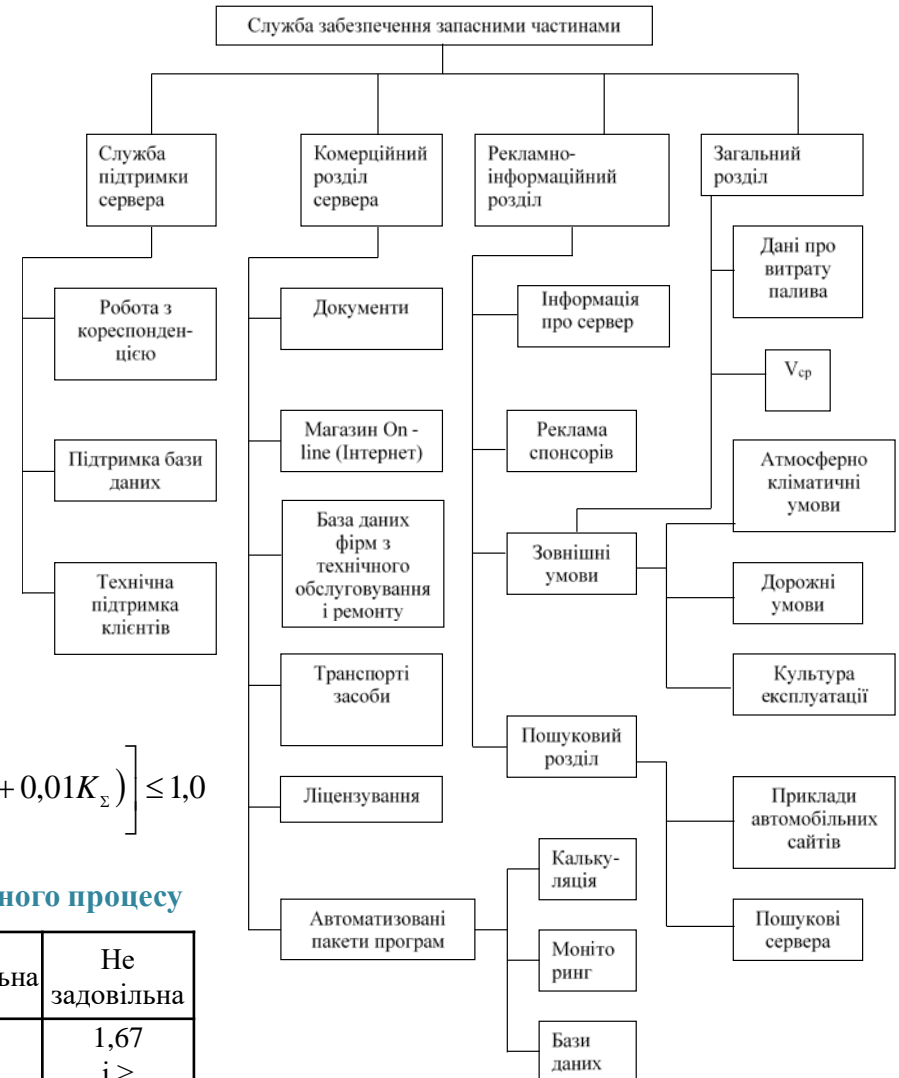 Служба забезпечення запасними частинами
Служба
підтримки
сервера
Комерційний
розділ
сервера
Рекламно-
інформаційний
розділ
Загальний
розділ
Робота з
кореспонден-
цією
Підтримка бази
даних
Технічна
підтримка
клієнтів
Документи
Магазин On -
line (Інтернет)
База даних
фірм з
технічного
обслуговування
і ремонту
Транспорті
засоби
Ліцензування
Автоматизовані
пакети програм
Кальку-
ляція
Моніто
ринг
Бази
даних
Інформація
про сервер
Реклама
спонсорів
Зовнішні
умови
Пошуковий
розділ
Дані про
витрату
палива
Vср
Атмосферно
кліматичні
умови
Дорожні
умови
Культура
експлуатації
Приклади
автомобільних
сайтів
Пошукові
сервера
+ 0,01K_Σ)] ≤ 1,0
ного процесу
ьна
Не
задовільна
1,67
і >